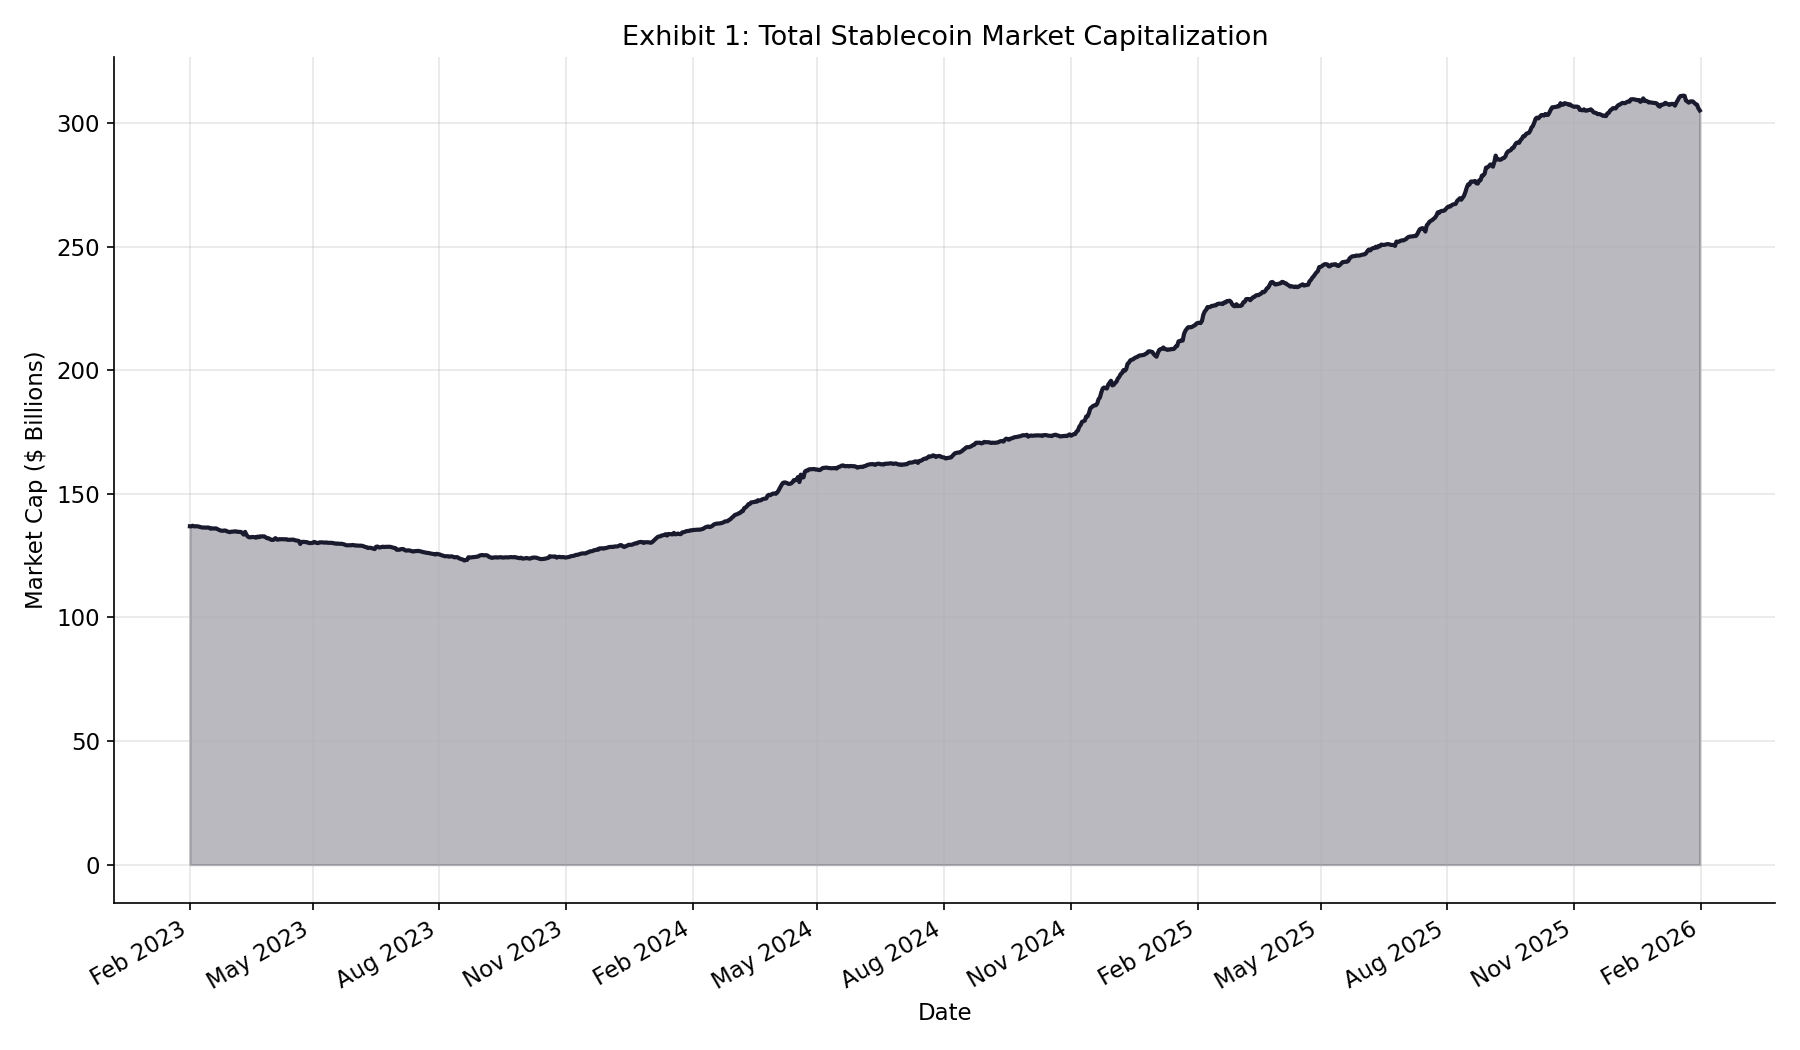 Exhibit 1: Total Stablecoin Market Capitalization
Market Cap ($ Billions)
300
250
200
150
100
50
0
Feb 2023
May 2023
Aug 2023
Nov 2023
Feb 2024
May 2024
Aug 2024
Nov 2024
Feb 2025
May 2025
Aug 2025
Nov 2025
Feb 2026
Date